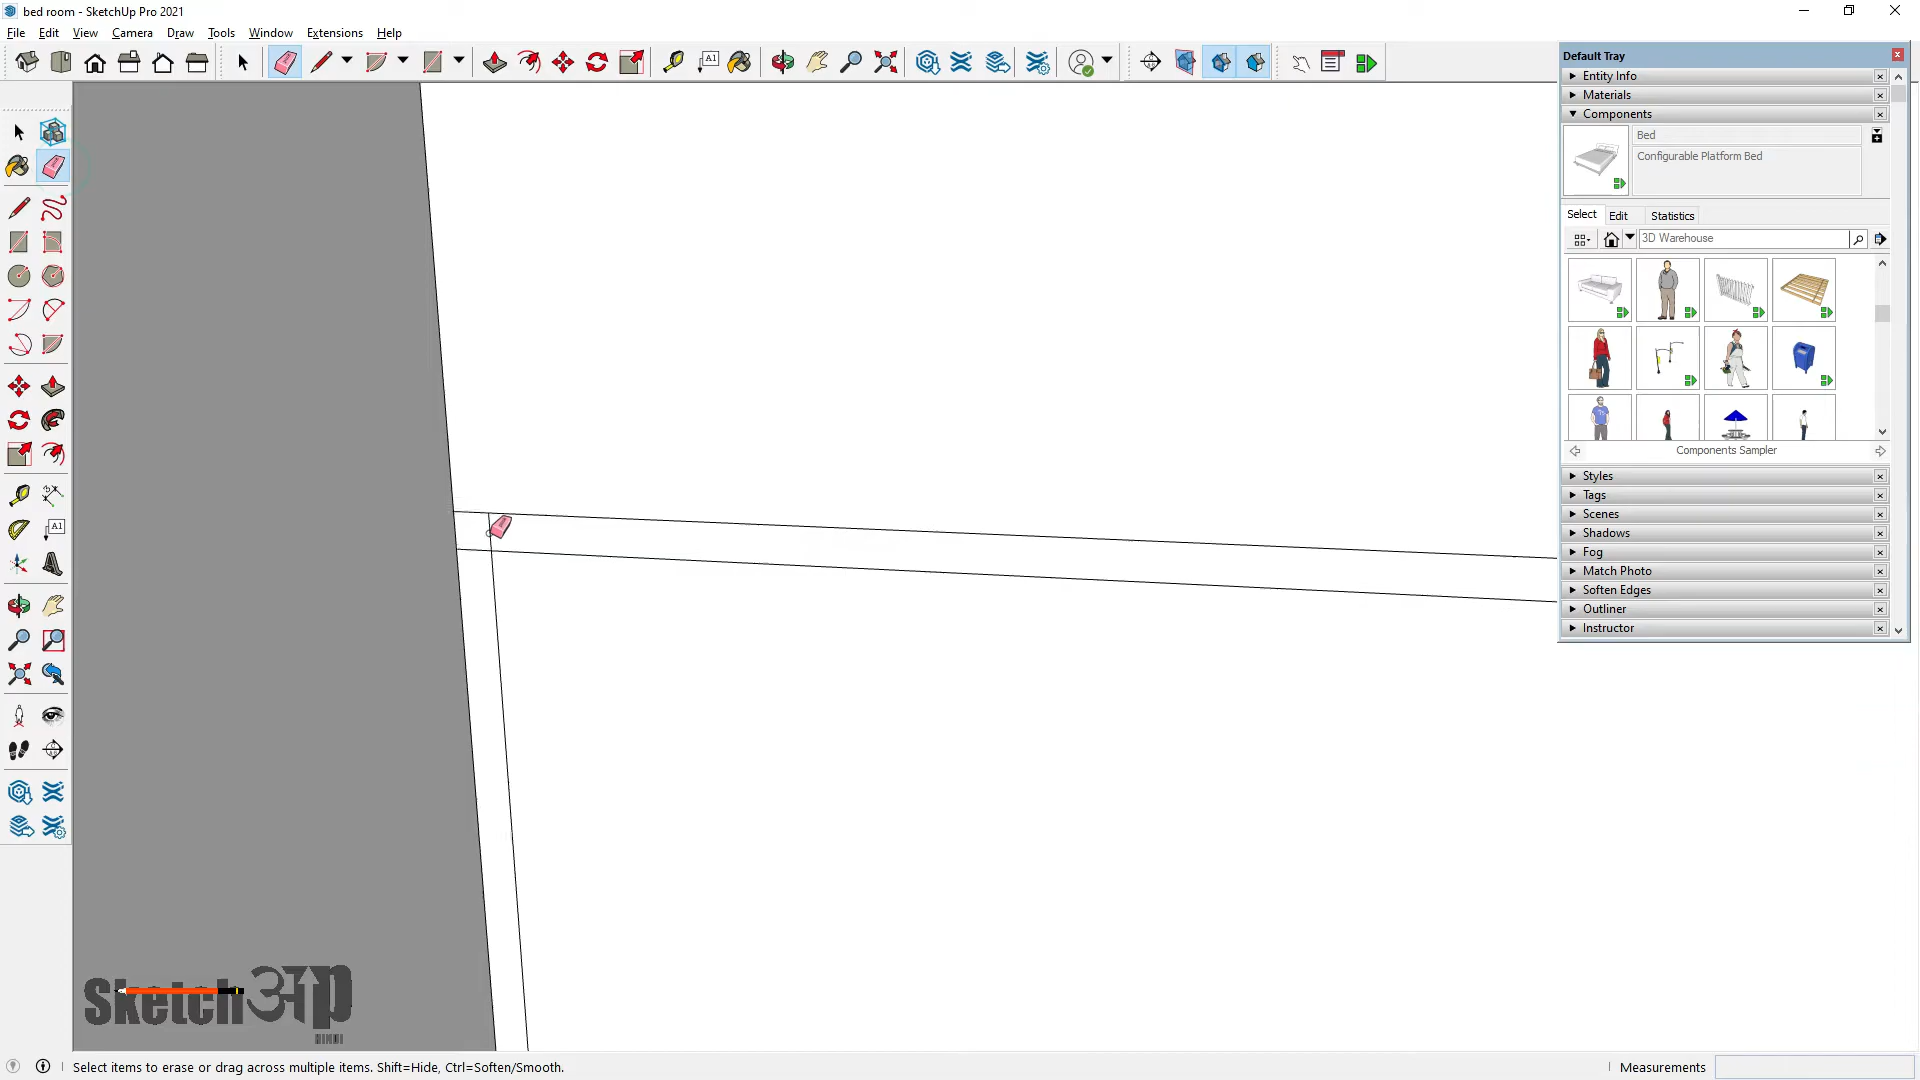 bed room - SketchUp Pro 2021
File Edit View Camera Draw Tools Window Extensions Help
A1
Default Tray
Entity Info
Materials
Components
Bed
Configurable Platform Bed
Select Edit Statistics
3D Warehouse
Components Sampler
Styles
Tags
Scenes
Shadows
Fog
Match Photo
Soften Edges
Outliner
Instructor
A1
Sketchअप
Select items to erase or drag across multiple items. Shift=Hide, Ctrl=Soften/Smooth.
Measurements